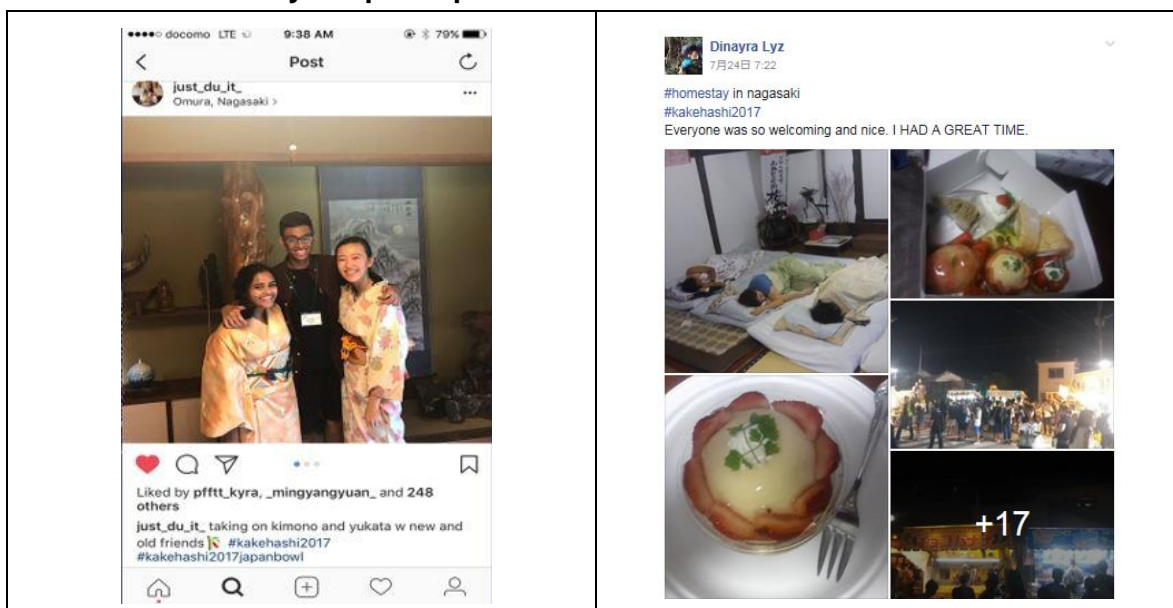 ●●●●○ docomo LTE 9:38 AM 79%
Post
just_du_it_
Omura, Nagasaki >
Liked by pfftt_kyra, _mingyangyuan_ and 248
others
just_du_it_ taking on kimono and yukata w new and
old friends 🎋 #kakehashi2017
#kakehashi2017japanbowl
Dinayra Lyz
7月24日 7:22
#homestay in nagasaki
#kakehashi2017
Everyone was so welcoming and nice. I HAD A GREAT TIME.
+17